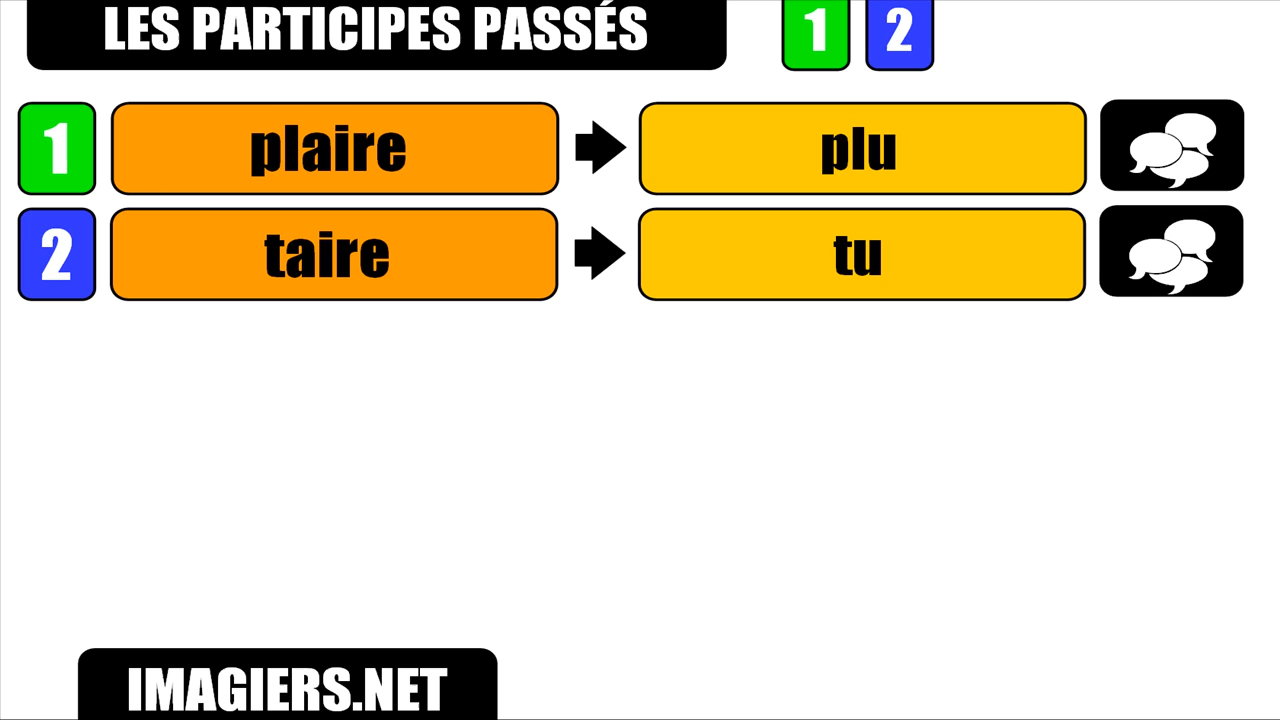 LES PARTICIPES PASSÉS 1 2
1 plaire plu
2 taire tu
IMAGIERS.NET